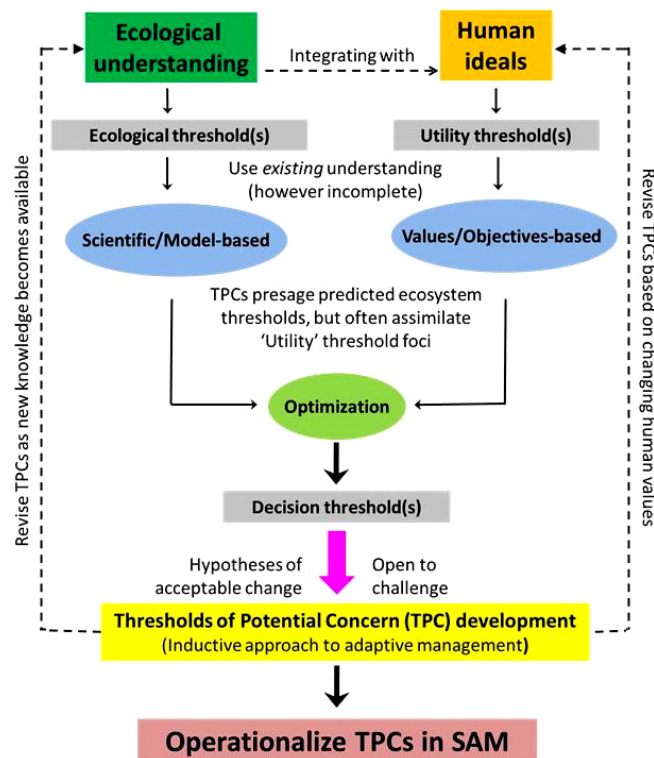 Ecological
understanding
Integrating with
Human
ideals
Ecological threshold(s)
Utility threshold(s)
Use existing understanding
(however incomplete)
Scientific/Model-based
Values/Objectives-based
TPCs presage predicted ecosystem
thresholds, but often assimilate
‘Utility’ threshold foci
Optimization
Decision threshold(s)
Hypotheses of
acceptable change
Open to
challenge
Thresholds of Potential Concern (TPC) development
(Inductive approach to adaptive management)
Operationalize TPCs in SAM
Revise TPCs as new knowledge becomes available
Revise TPCs based on changing human values